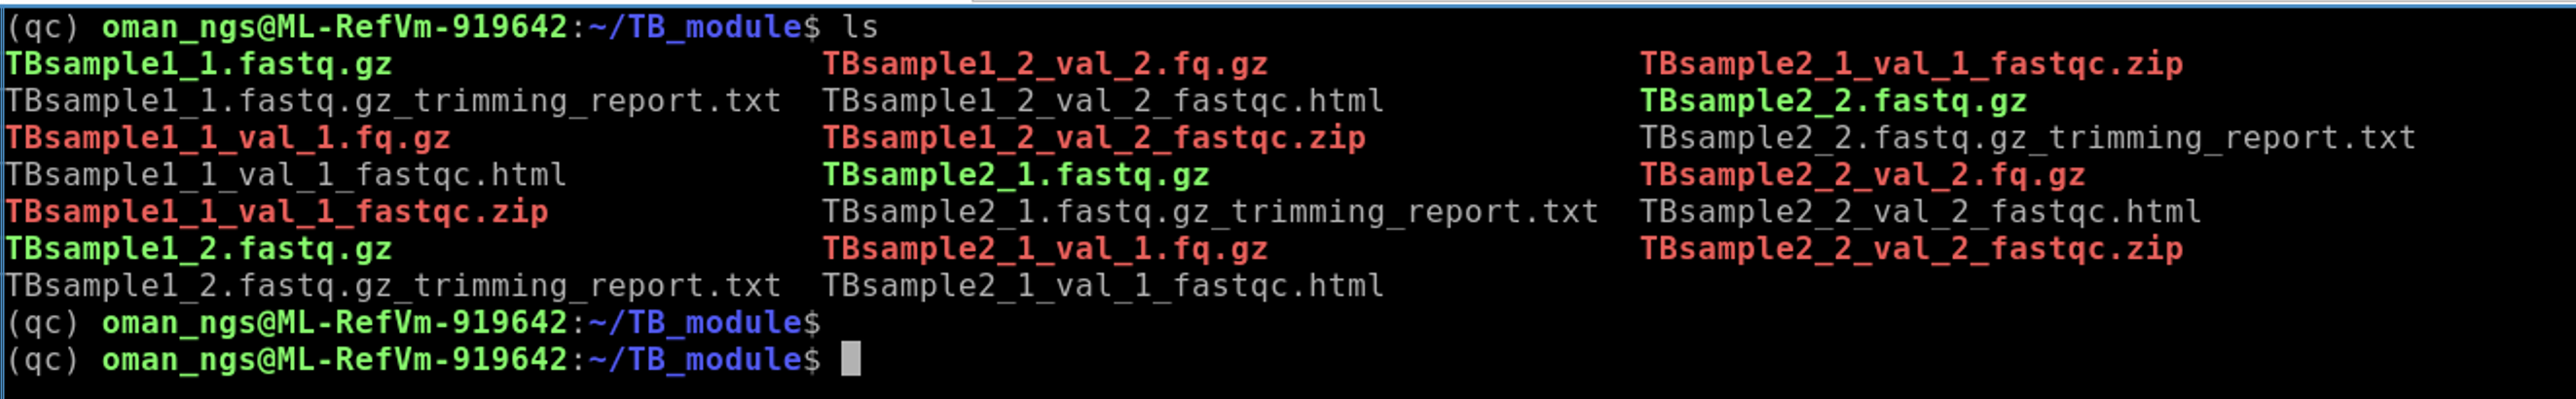 (qc) oman_ngs@ML-RefVm-919642:~/TB_module$ ls
TBsample1_1.fastq.gz TBsample1_2_val_2.fq.gz TBsample2_1_val_1_fastqc.zip
TBsample1_1.fastq.gz_trimming_report.txt TBsample1_2_val_2_fastqc.html TBsample2_2.fastq.gz
TBsample1_1_val_1.fq.gz TBsample1_2_val_2_fastqc.zip TBsample2_2.fastq.gz_trimming_report.txt
TBsample1_1_val_1_fastqc.html TBsample2_1.fastq.gz TBsample2_2_val_2.fq.gz
TBsample1_1_val_1_fastqc.zip TBsample2_1.fastq.gz_trimming_report.txt TBsample2_2_val_2_fastqc.html
TBsample1_2.fastq.gz TBsample2_1_val_1.fq.gz TBsample2_2_val_2_fastqc.zip
TBsample1_2.fastq.gz_trimming_report.txt TBsample2_1_val_1_fastqc.html
(qc) oman_ngs@ML-RefVm-919642:~/TB_module$
(qc) oman_ngs@ML-RefVm-919642:~/TB_module$